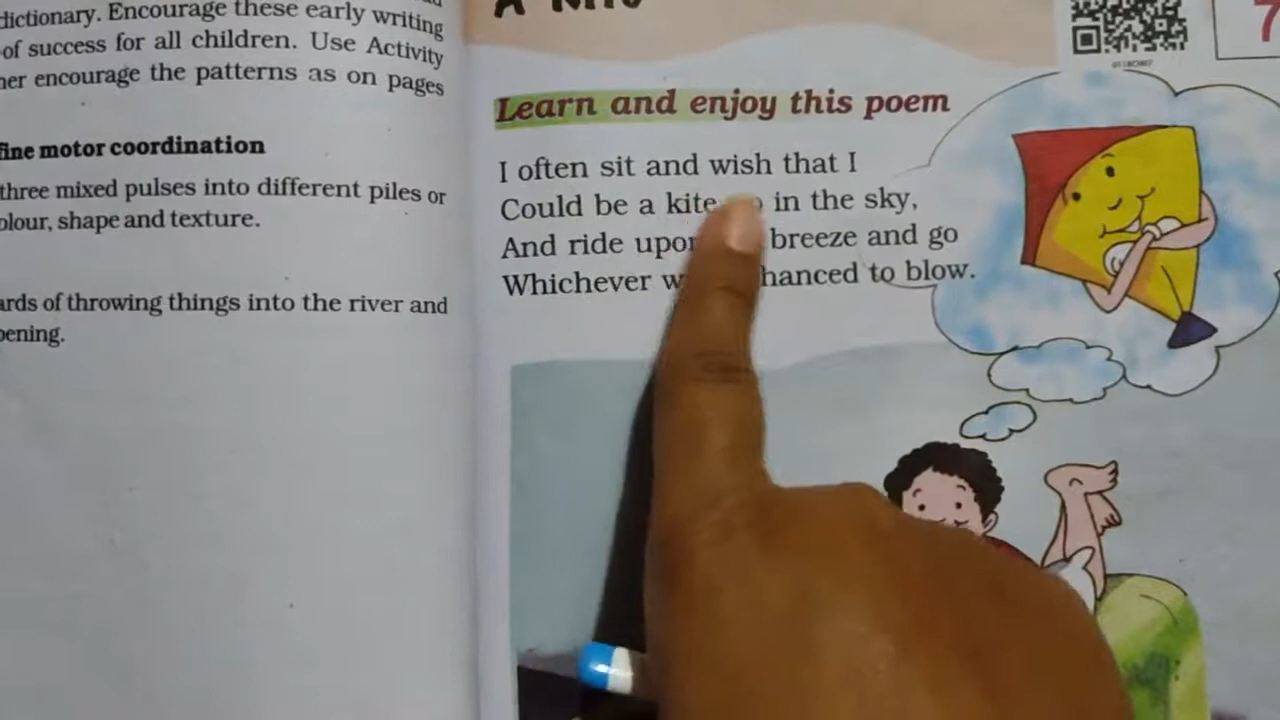 dictionary. Encourage these early writing
of success for all children. Use Activity
her encourage the patterns as on pages
fine motor coordination
three mixed pulses into different piles or
olour, shape and texture.
ards of throwing things into the river and
pening.
Learn and enjoy this poem
I often sit and wish that I
Could be a kite in the sky,
And ride upon breeze and go
Whichever chanced to blow.
7